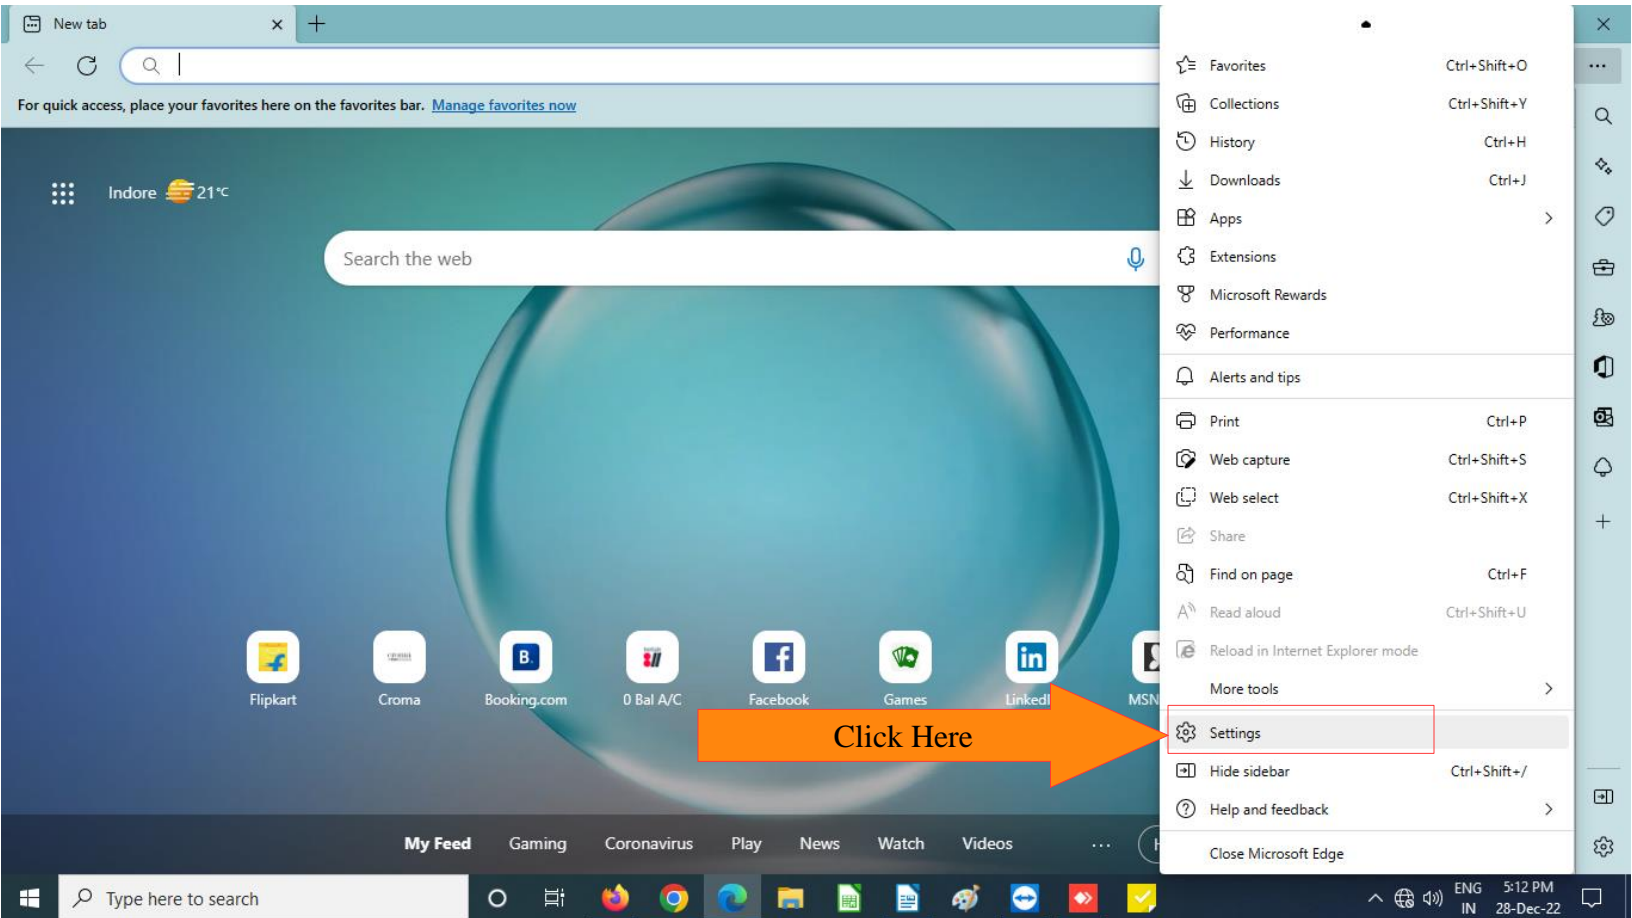 New tab
For quick access, place your favorites here on the favorites bar. Manage favorites now
Indore 21°C
Search the web
Flipkart Croma Booking.com 0 Bal A/C Facebook Games LinkedI MSN
Click Here
My Feed Gaming Coronavirus Play News Watch Videos ...
Favorites Ctrl+Shift+O
Collections Ctrl+Shift+Y
History Ctrl+H
Downloads Ctrl+J
Apps
Extensions
Microsoft Rewards
Performance
Alerts and tips
Print Ctrl+P
Web capture Ctrl+Shift+S
Web select Ctrl+Shift+X
Share
Find on page Ctrl+F
Read aloud Ctrl+Shift+U
Reload in Internet Explorer mode
More tools
Settings
Hide sidebar Ctrl+Shift+/
Help and feedback
Close Microsoft Edge
Type here to search
ENG 5:12 PM
IN 28-Dec-22